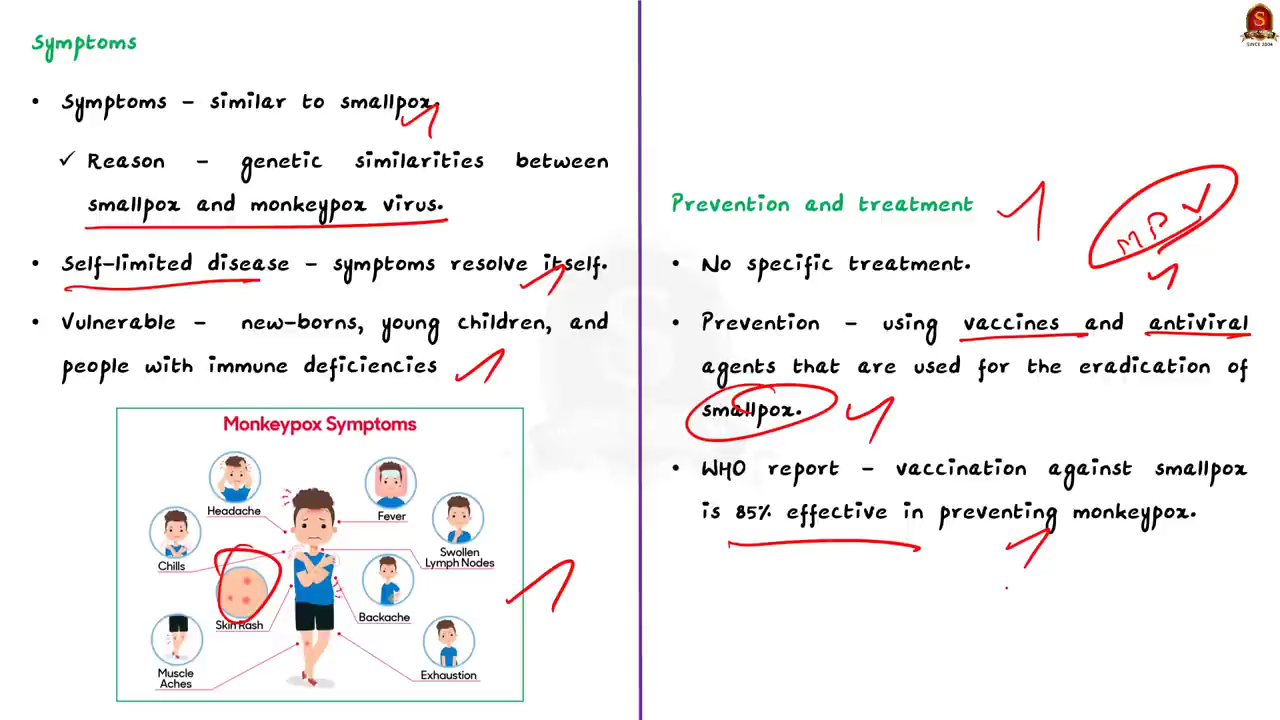 Symptoms
• Symptoms – similar to smallpox.
✓ Reason – genetic similarities between
smallpox and monkeypox virus.
• Self-limited disease – symptoms resolve itself.
• Vulnerable – new-borns, young children, and
people with immune deficiencies
Monkeypox Symptoms
Headache
Fever
Chills
Swollen
Lymph Nodes
Skin Rash
Backache
Muscle
Aches
Exhaustion
Prevention and treatment
MPV
• No specific treatment.
• Prevention – using vaccines and antiviral
agents that are used for the eradication of
smallpox.
• WHO report – vaccination against smallpox
is 85% effective in preventing monkeypox.
S
SINCE 2004